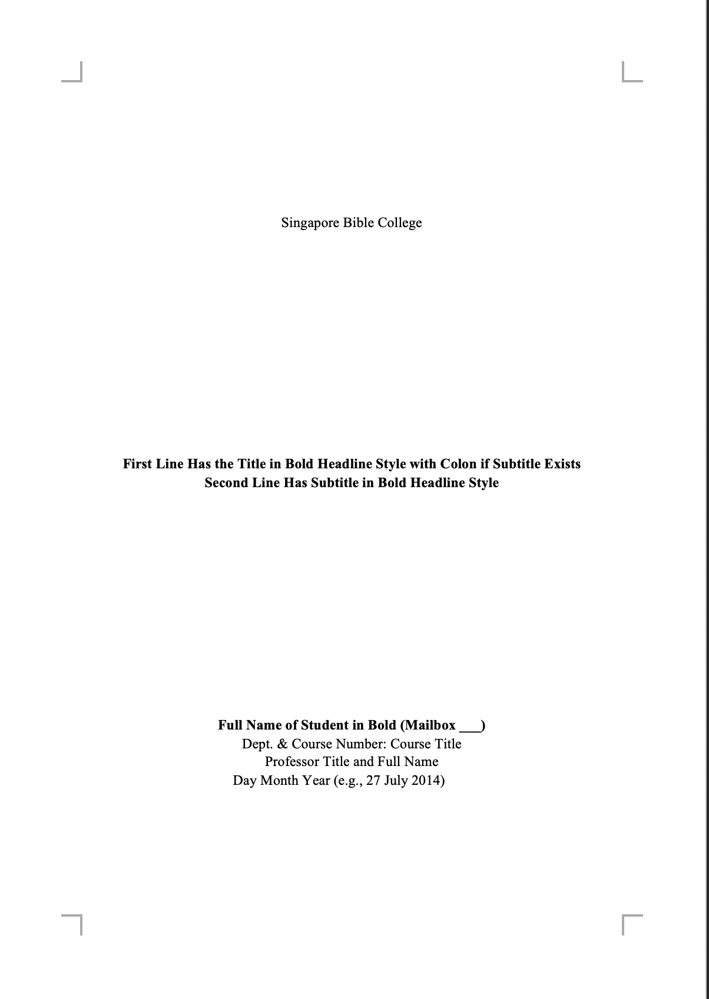 Singapore Bible College
First Line Has the Title in Bold Headline Style with Colon if Subtitle Exists
Second Line Has Subtitle in Bold Headline Style
Full Name of Student in Bold (Mailbox ___)
Dept. & Course Number: Course Title
Professor Title and Full Name
Day Month Year (e.g., 27 July 2014)